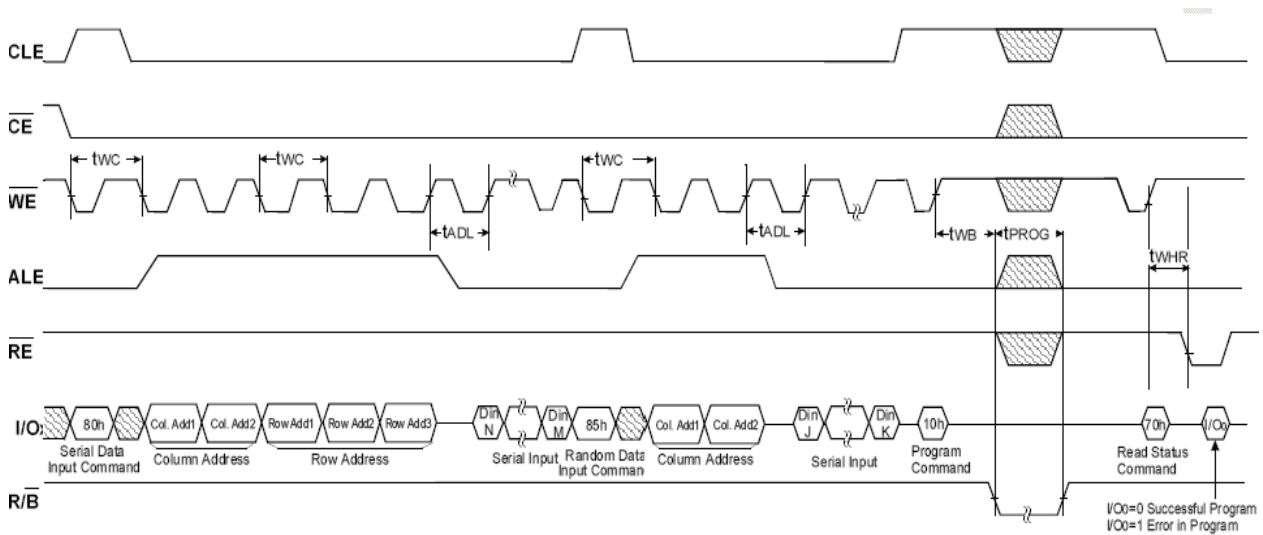 CLE
CE
tWC
tWC
tWC
WE
tADL
tADL
tWB
tPROG
tWHR
ALE
RE
I/Ox
80h
Col. Add1
Col. Add2
Row Add1
Row Add2
Row Add3
Din
N
Din
M
85h
Col. Add1
Col. Add2
Din
J
Din
K
10h
70h
I/O0
Serial Data
Input Command
Column Address
Row Address
Serial Input
Random Data
Input Command
Column Address
Serial Input
Program
Command
Read Status
Command
R/B
I/O0=0 Successful Program
I/O0=1 Error in Program